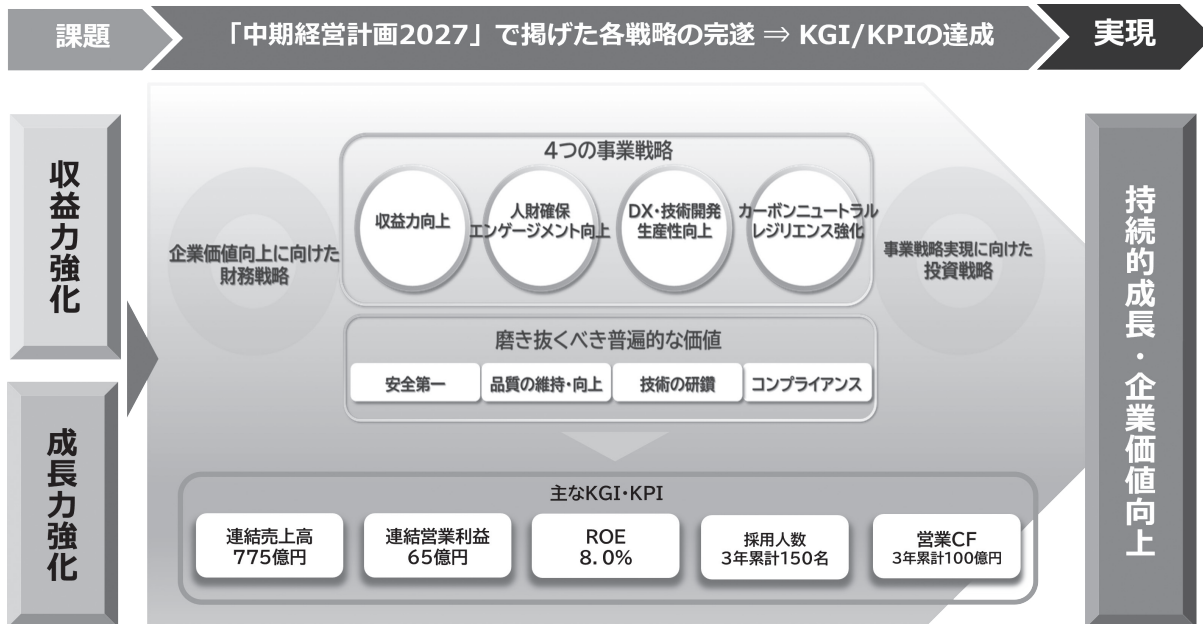 課題
「中期経営計画2027」で掲げた各戦略の完遂 ⇒ KGI/KPIの達成
実現
収益力強化
成長力強化
4つの事業戦略
収益力向上
人財確保
エンゲージメント向上
DX・技術開発
生産性向上
カーボンニュートラル
レジリエンス強化
企業価値向上に向けた
財務戦略
事業戦略実現に向けた
投資戦略
磨き抜くべき普遍的な価値
安全第一
品質の維持・向上
技術の研鑽
コンプライアンス
主なKGI・KPI
連結売上高
775億円
連結営業利益
65億円
ROE
8.0%
採用人数
3年累計150名
営業CF
3年累計100億円
持続的成長・企業価値向上